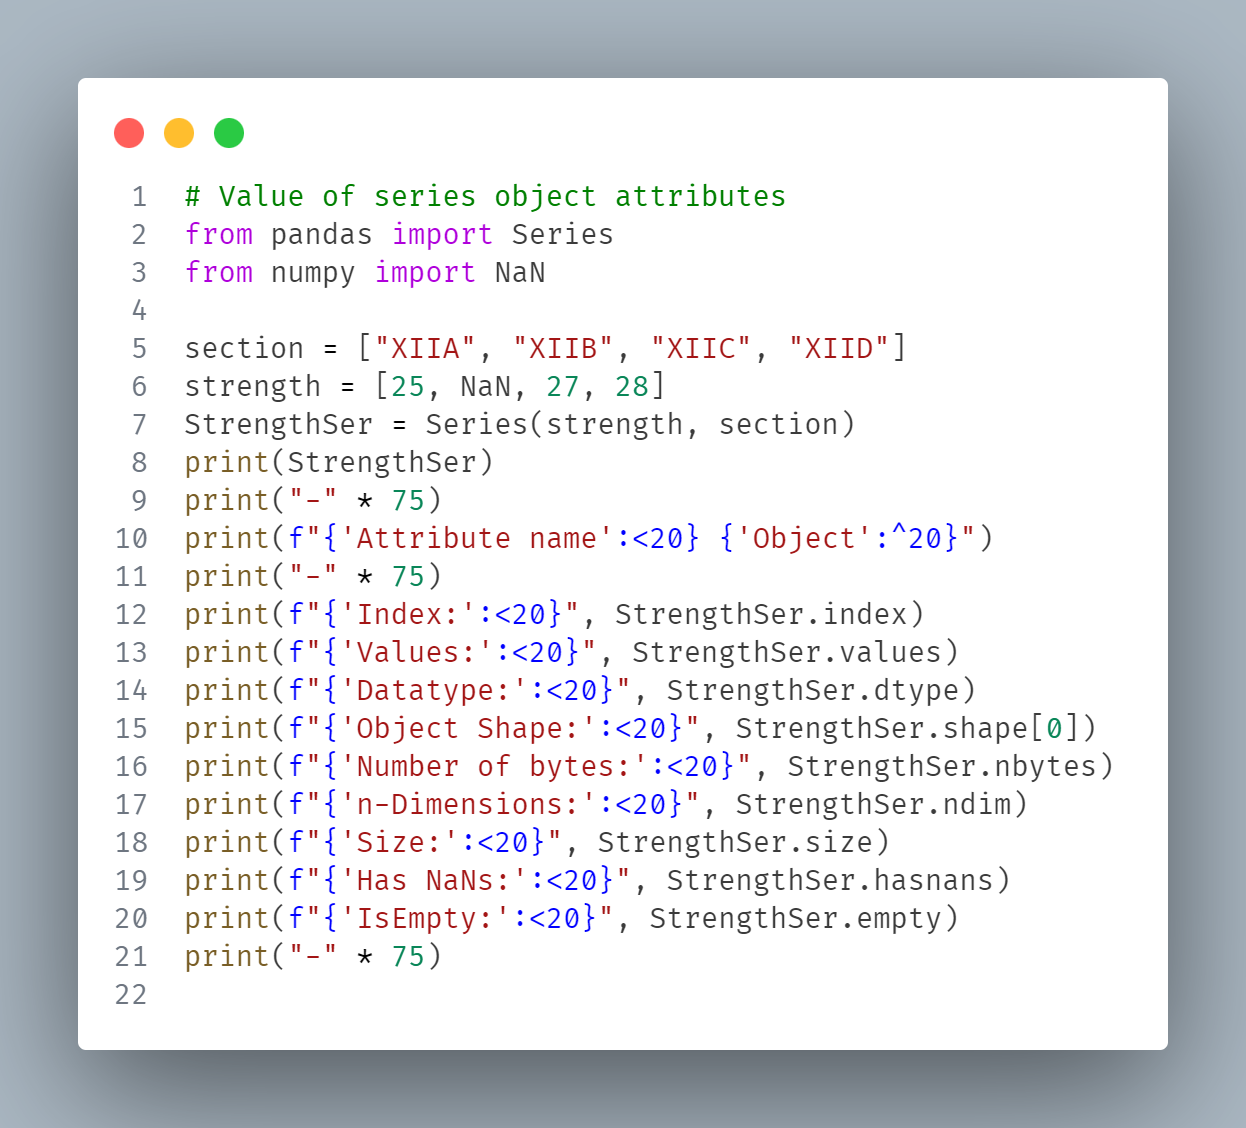 1 # Value of series object attributes
2 from pandas import Series
3 from numpy import NaN
4
5 section = ["XIIA", "XIIB", "XIIC", "XIID"]
6 strength = [25, NaN, 27, 28]
7 StrengthSer = Series(strength, section)
8 print(StrengthSer)
9 print("-" * 75)
10 print(f"{'Attribute name':<20} {'Object':^20}")
11 print("-" * 75)
12 print(f"{'Index:':<20}", StrengthSer.index)
13 print(f"{'Values:':<20}", StrengthSer.values)
14 print(f"{'Datatype:':<20}", StrengthSer.dtype)
15 print(f"{'Object Shape:':<20}", StrengthSer.shape[0])
16 print(f"{'Number of bytes:':<20}", StrengthSer.nbytes)
17 print(f"{'n-Dimensions:':<20}", StrengthSer.ndim)
18 print(f"{'Size:':<20}", StrengthSer.size)
19 print(f"{'Has NaNs:':<20}", StrengthSer.hasnans)
20 print(f"{'IsEmpty:':<20}", StrengthSer.empty)
21 print("-" * 75)
22